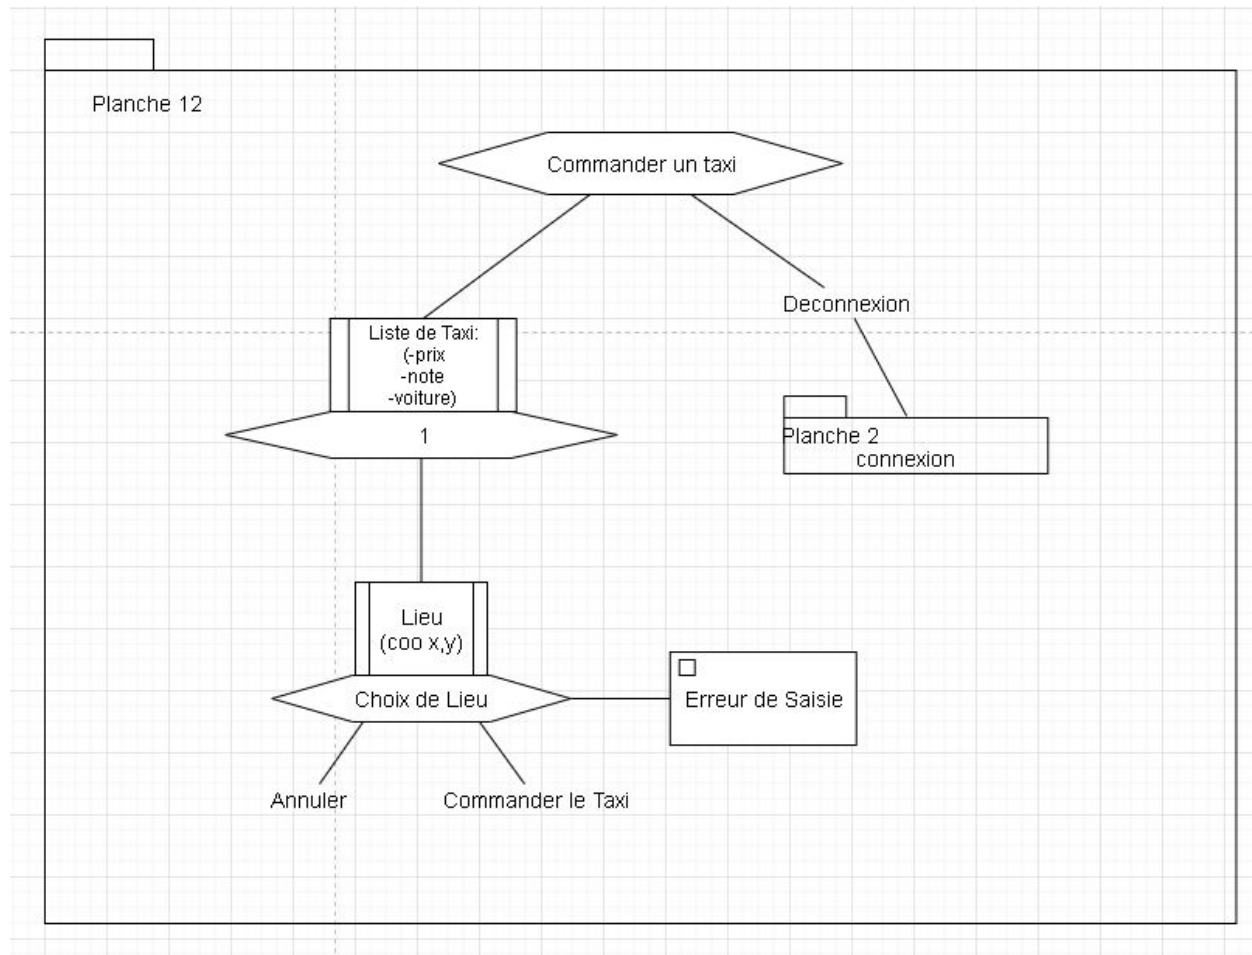 Planche 12
Commander un taxi
Deconnexion
Liste de Taxi:
(-prix
-note
-voiture)
1
Planche 2
connexion
Lieu
(coo x,y)
Choix de Lieu
Erreur de Saisie
Annuler
Commander le Taxi